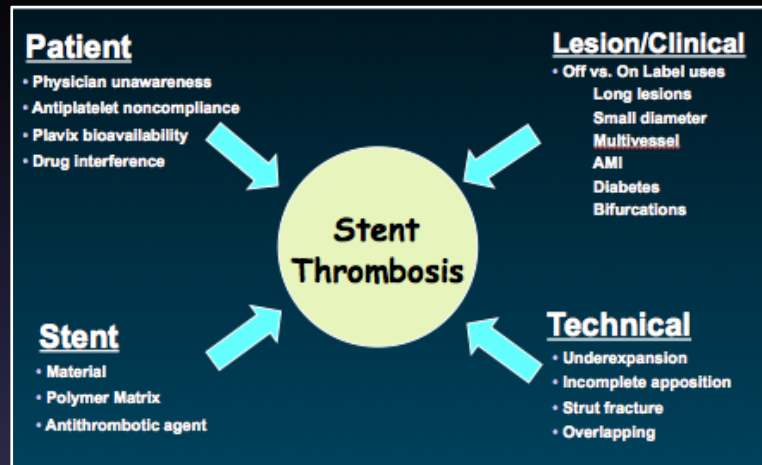 Patient
• Physician unawareness
• Antiplatelet noncompliance
• Plavix bioavailability
• Drug interference
Lesion/Clinical
• Off vs. On Label uses
Long lesions
Small diameter
Multivessel
AMI
Diabetes
Bifurcations
Stent
Thrombosis
Stent
• Material
• Polymer Matrix
• Antithrombotic agent
Technical
• Underexpansion
• Incomplete apposition
• Strut fracture
• Overlapping